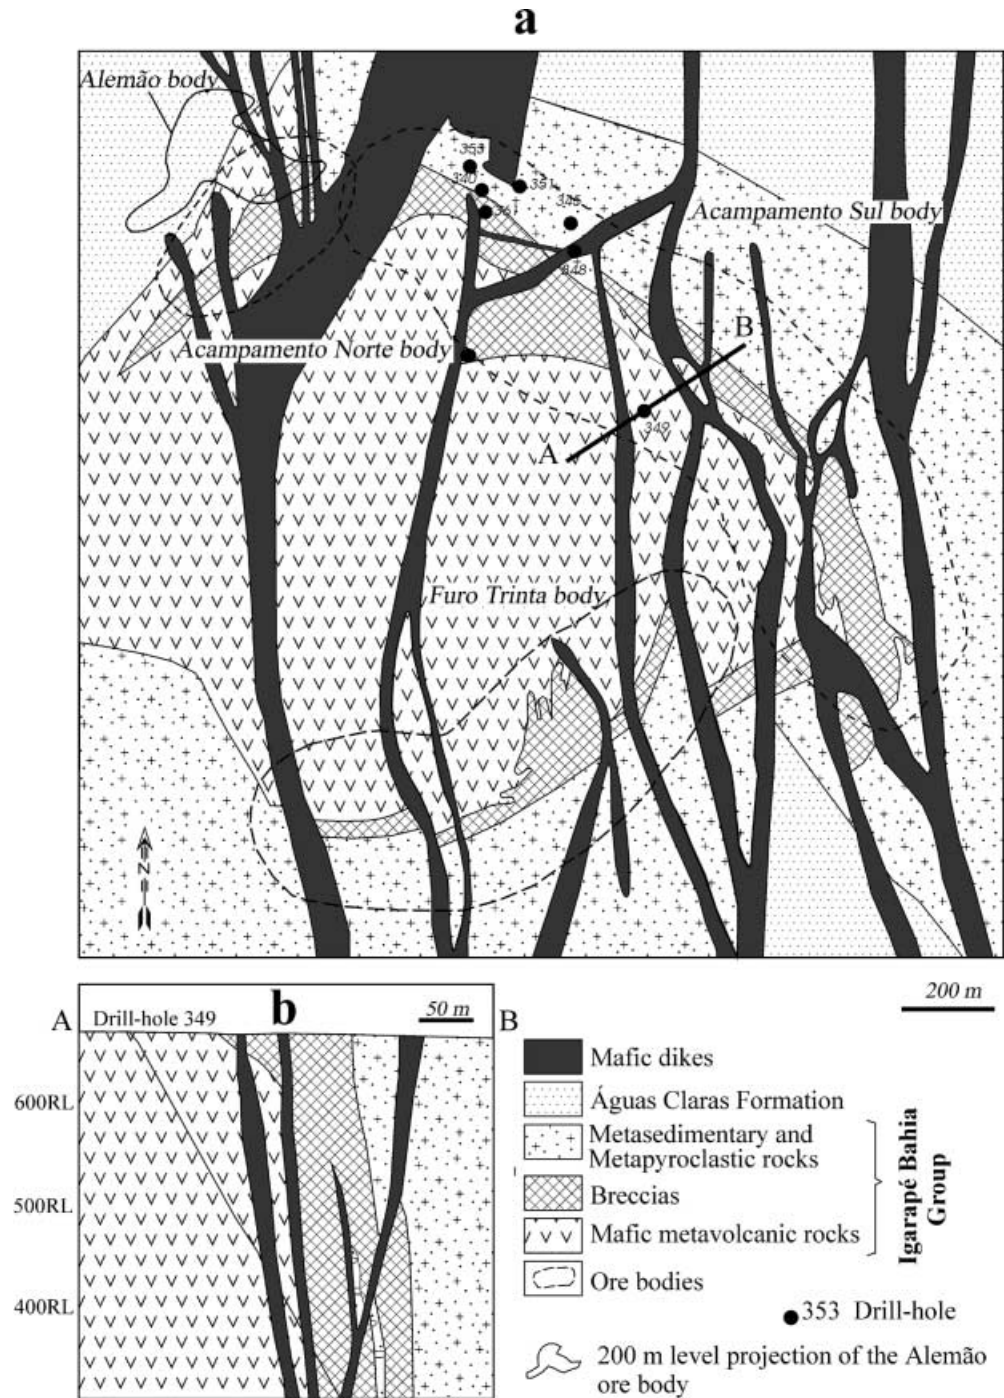 a
Alemão body
353
340
351
361
346
Acampamento Sul body
348
B
Acampamento Norte body
349
A
Furo Trinta body
N
200 m
A
Drill-hole 349
b
50 m
B
600RL
500RL
400RL
Mafic dikes
Águas Claras Formation
Metasedimentary and
Metapyroclastic rocks
Breccias
Mafic metavolcanic rocks
Igarapé Bahia
Group
Ore bodies
353 Drill-hole
200 m level projection of the Alemão
ore body